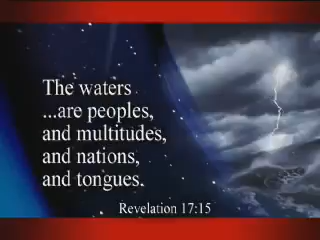 The waters
...are peoples,
and multitudes,
and nations,
and tongues.
Revelation 17:15